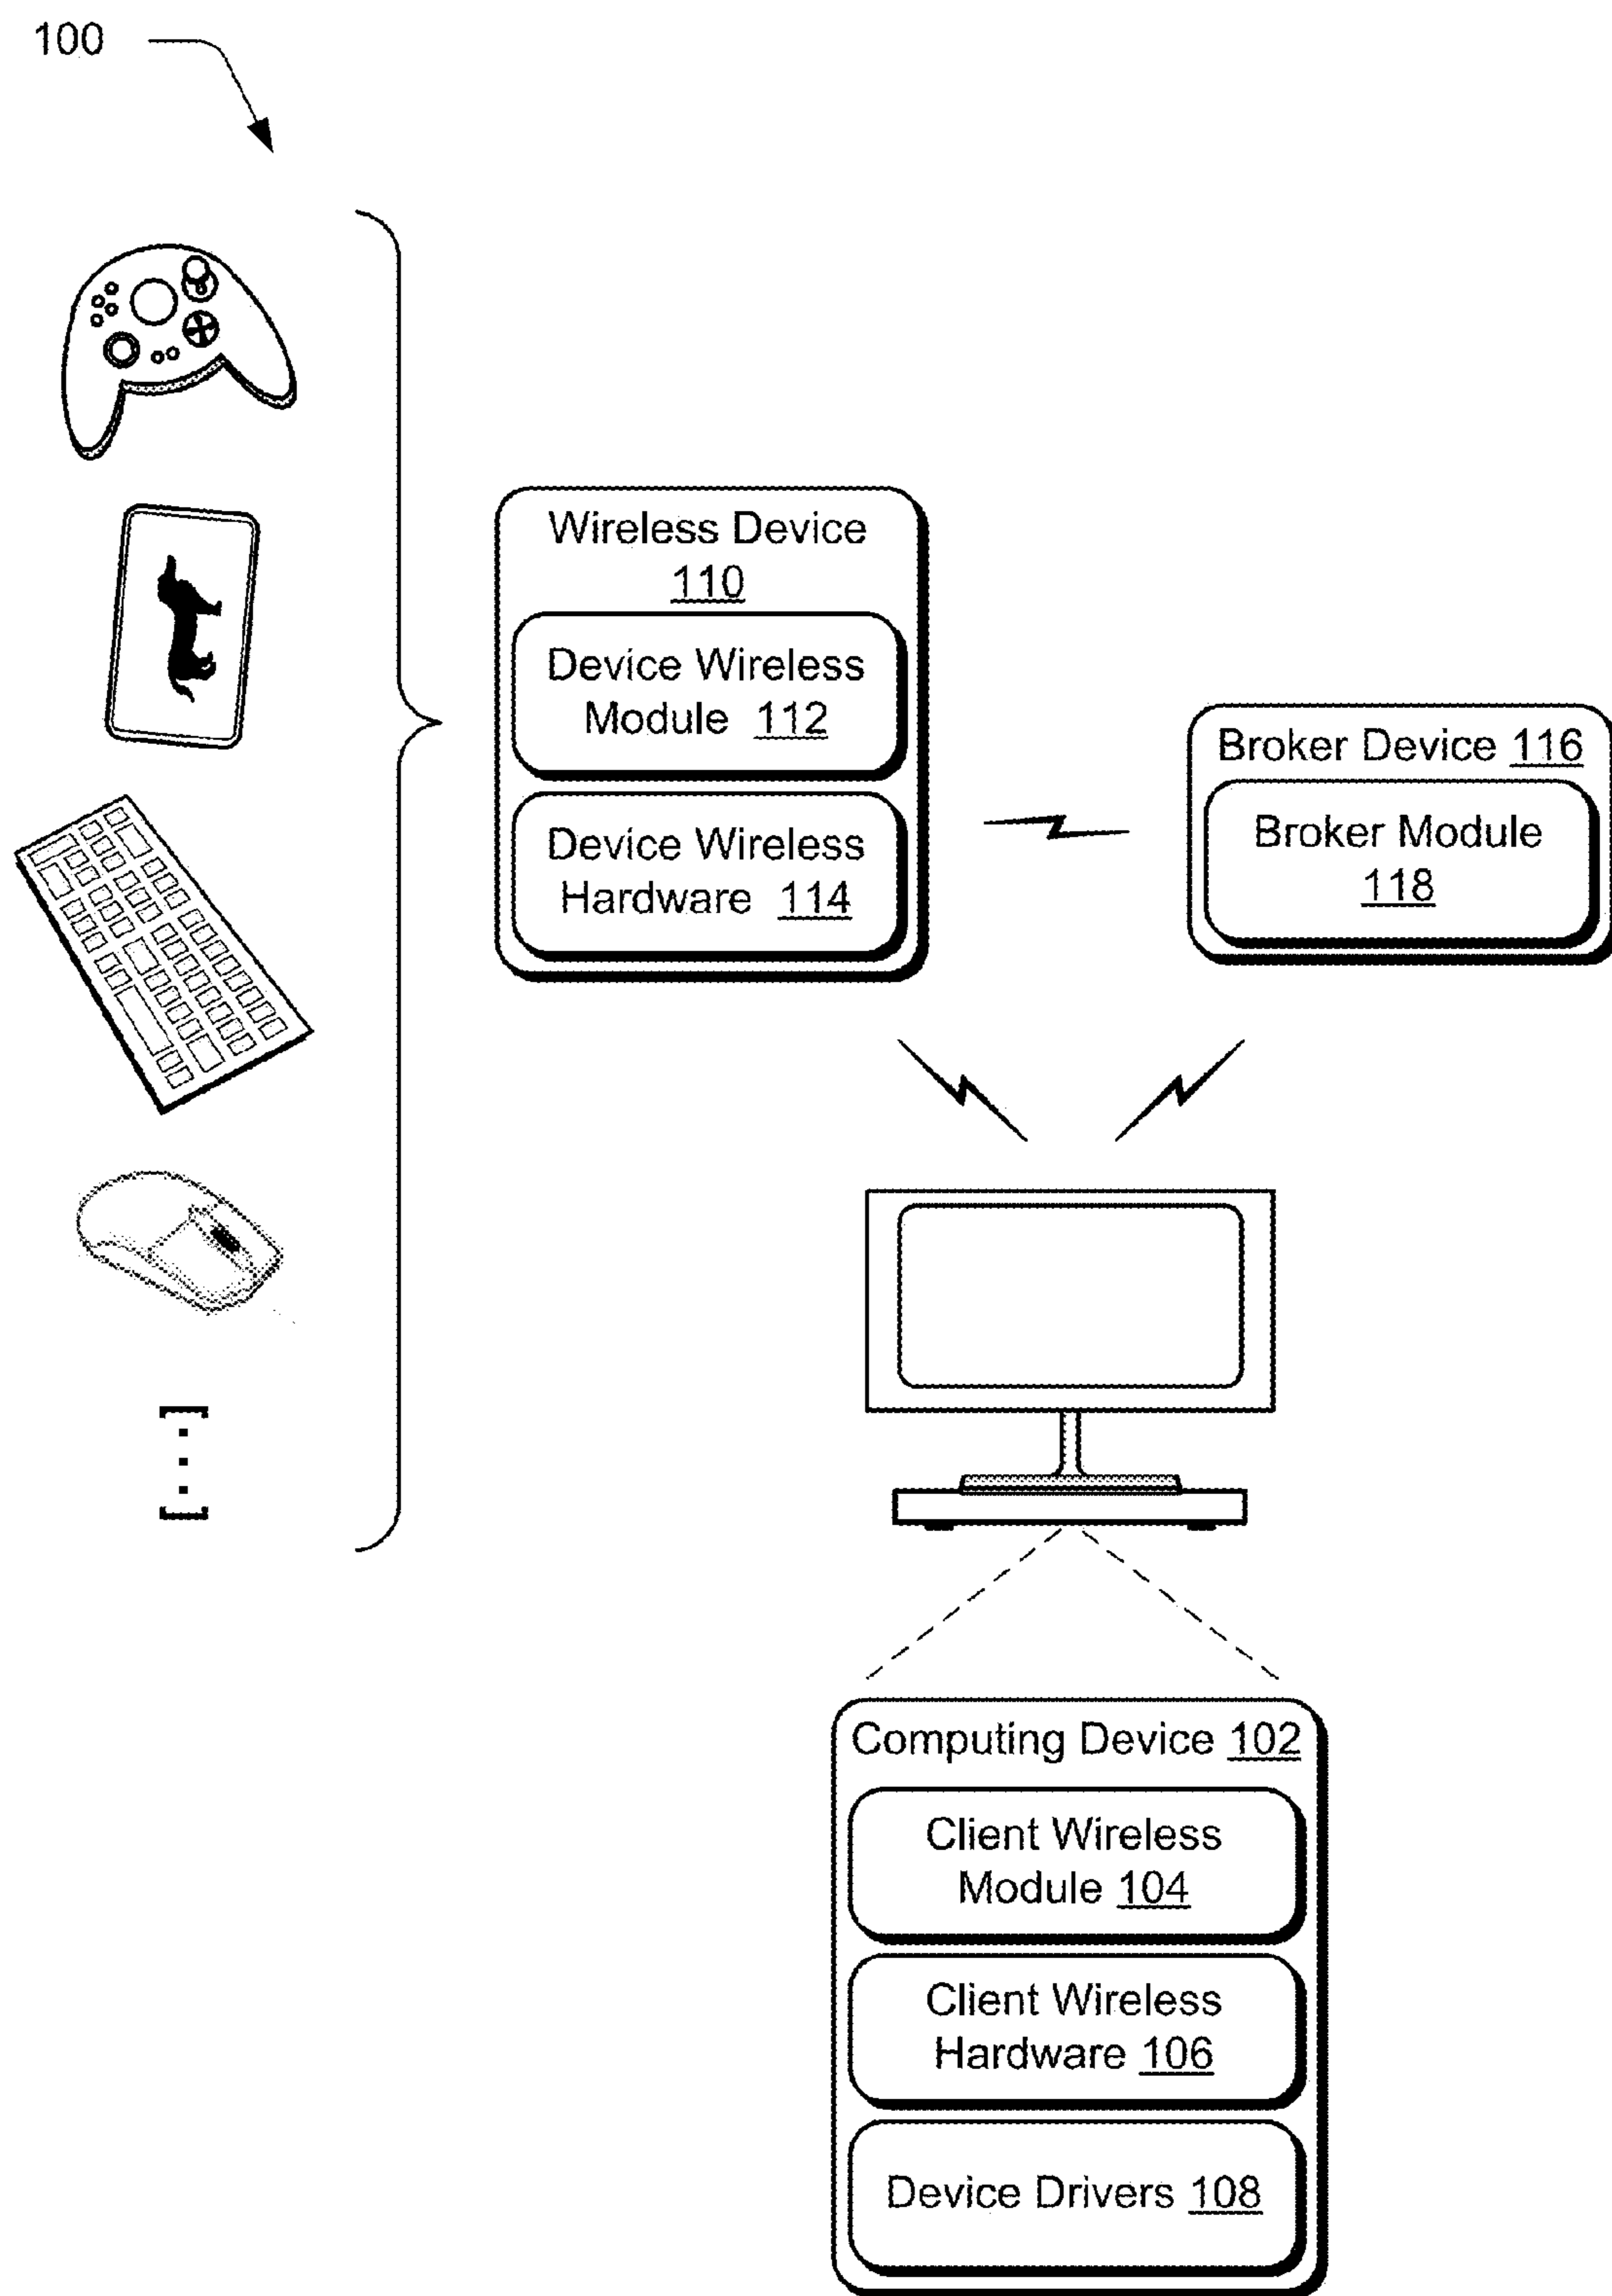 100
Wireless Device
110
Device Wireless
Module 112
Device Wireless
Hardware 114
Broker Device 116
Broker Module
118
[...]
Computing Device 102
Client Wireless
Module 104
Client Wireless
Hardware 106
Device Drivers 108